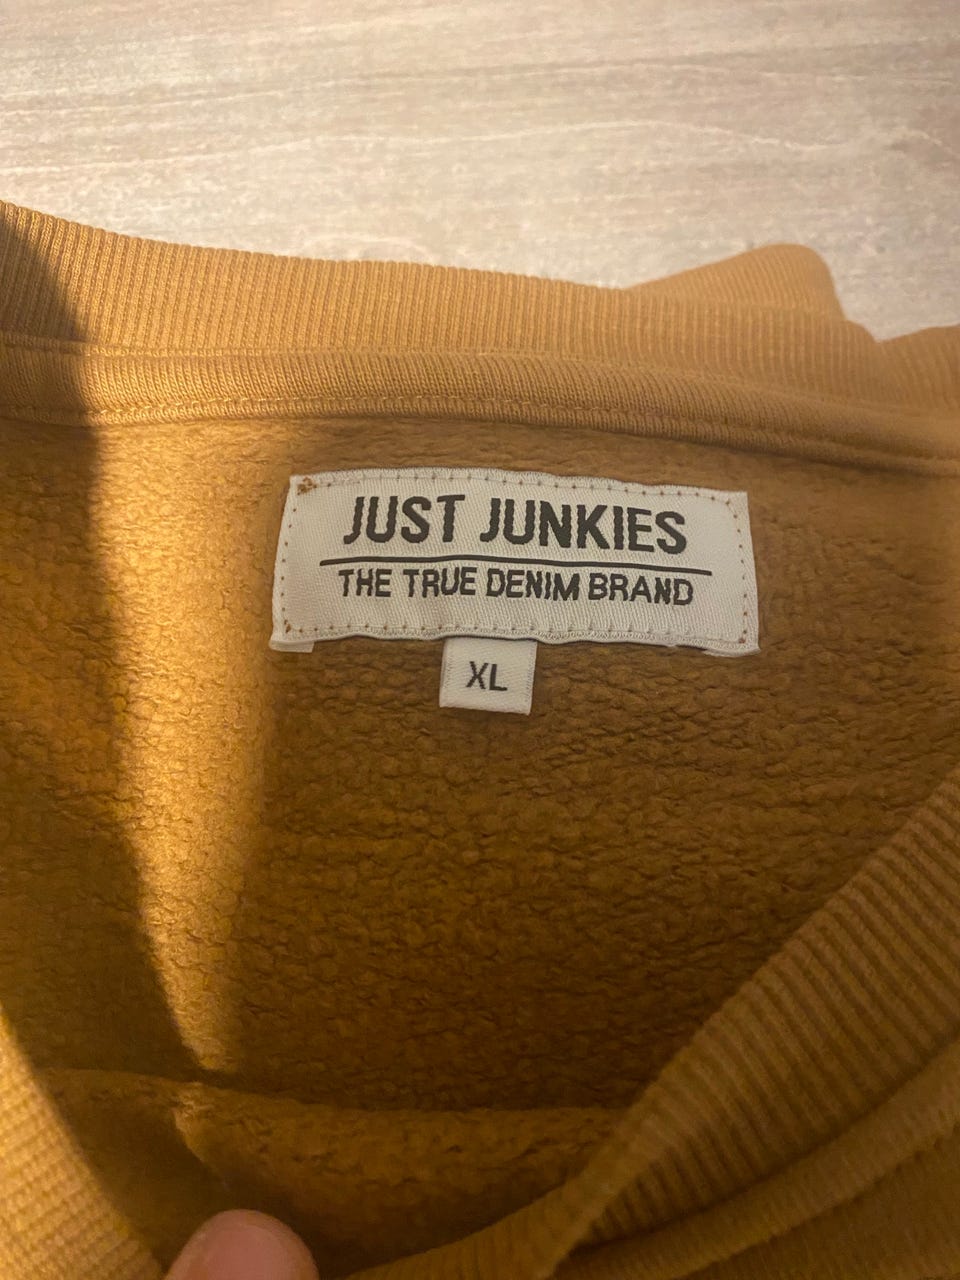 JUST JUNKIES
THE TRUE DENIM BRAND
XL